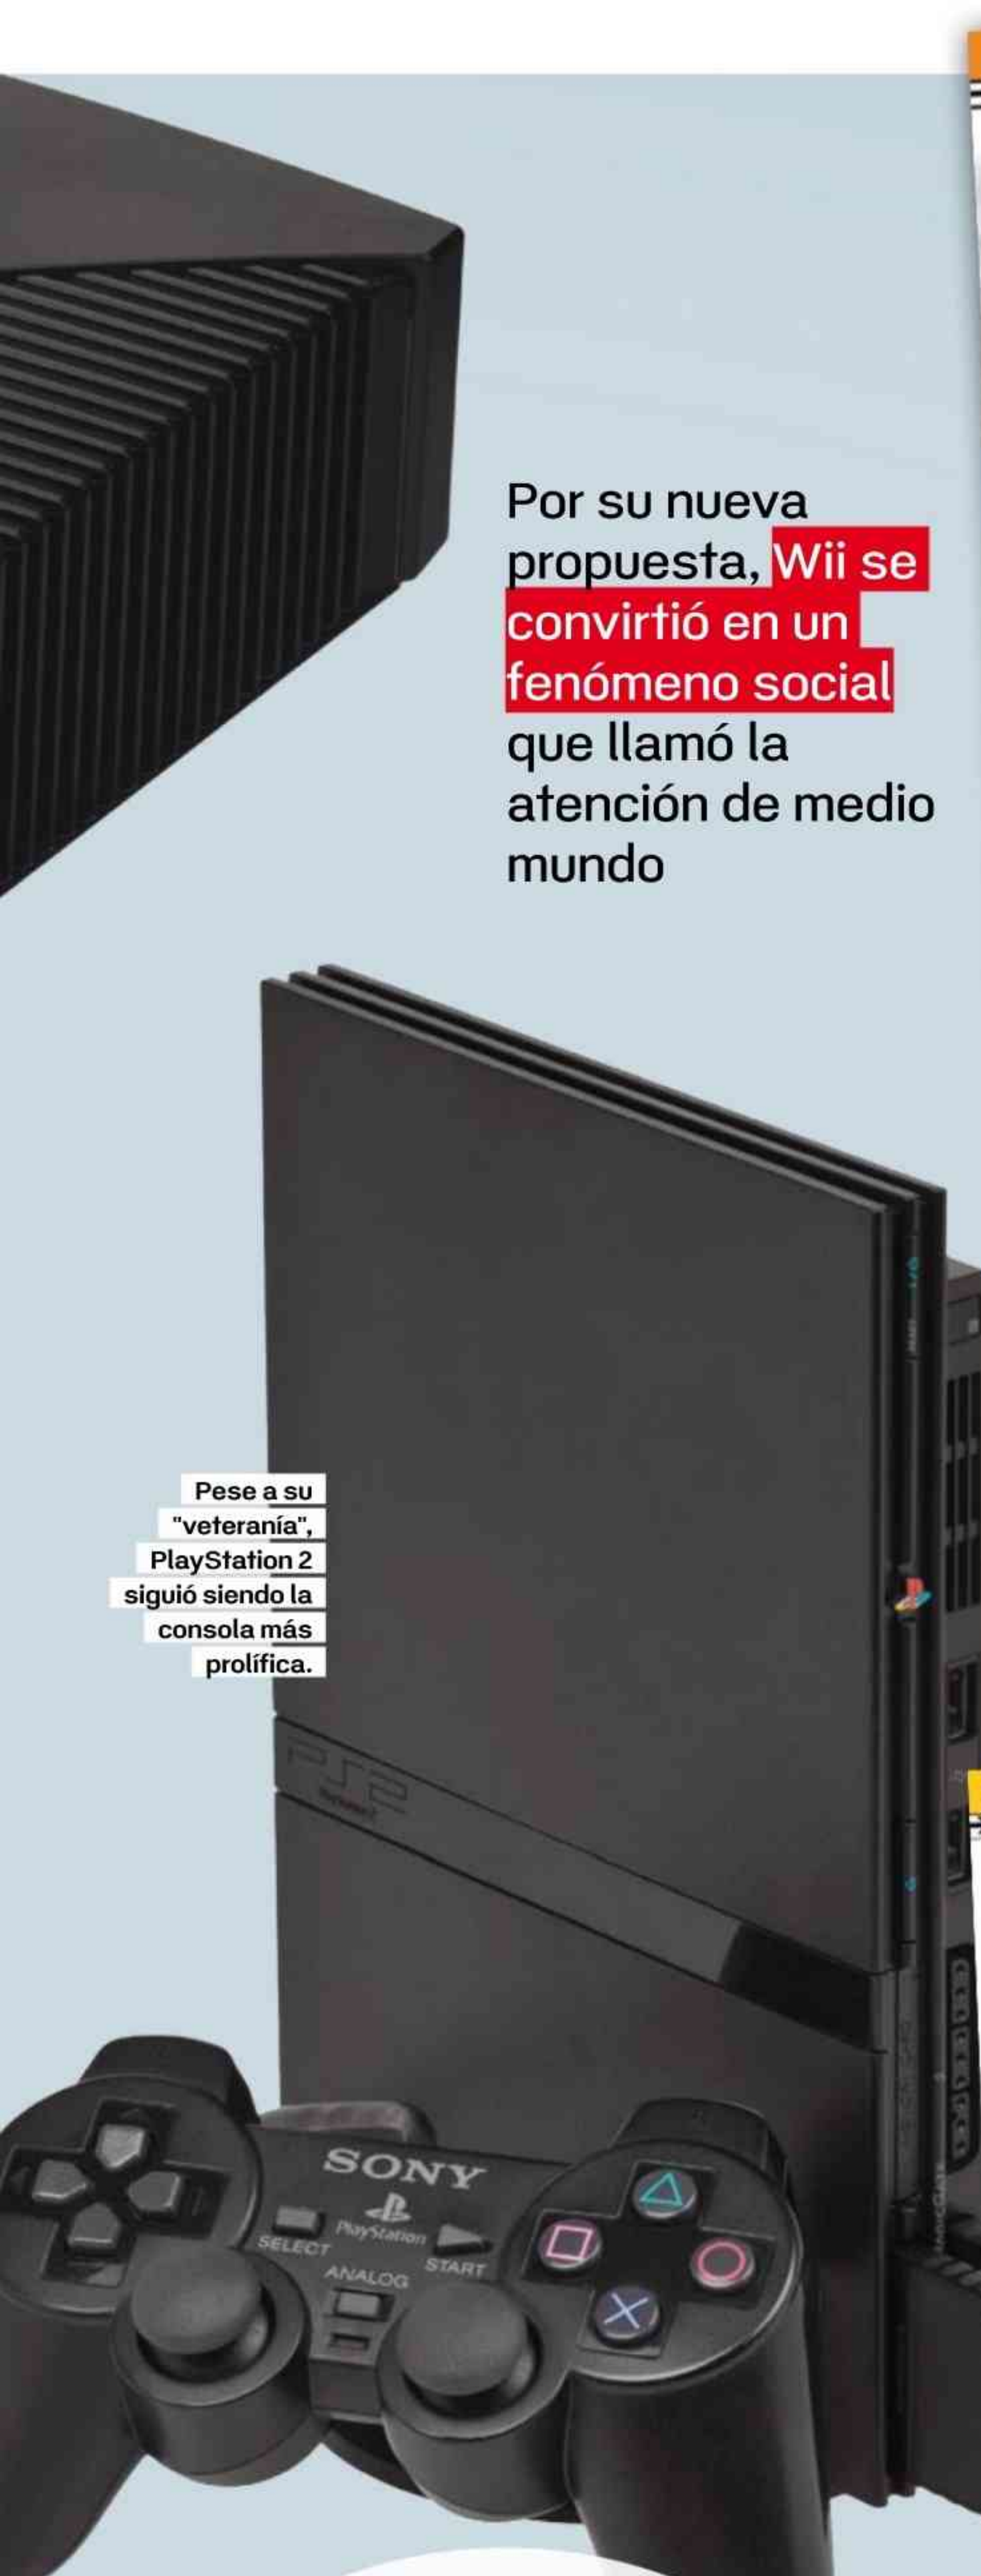 Por su nueva
propuesta, Wii se
convirtió en un
fenómeno social
que llamó la
atención de medio
mundo
Pese a su
"veteranía",
PlayStation 2
siguió siendo la
consola más
prolífica.
PS2
SONY
PlayStation
SELECT
START
ANALOG